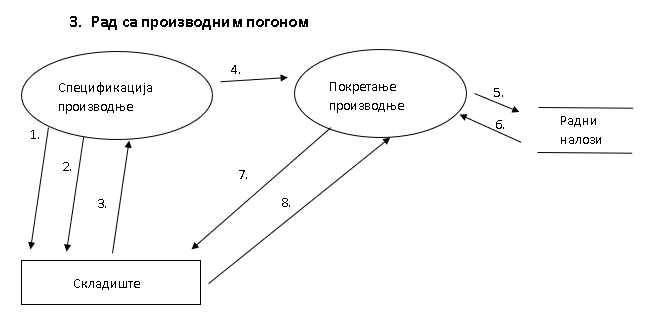 3. Рад са производним погоном
Спецификација
производње
4.
Покретање
производње
5.
6.
Радни
налози
1.
2.
3.
7.
8.
Складиште